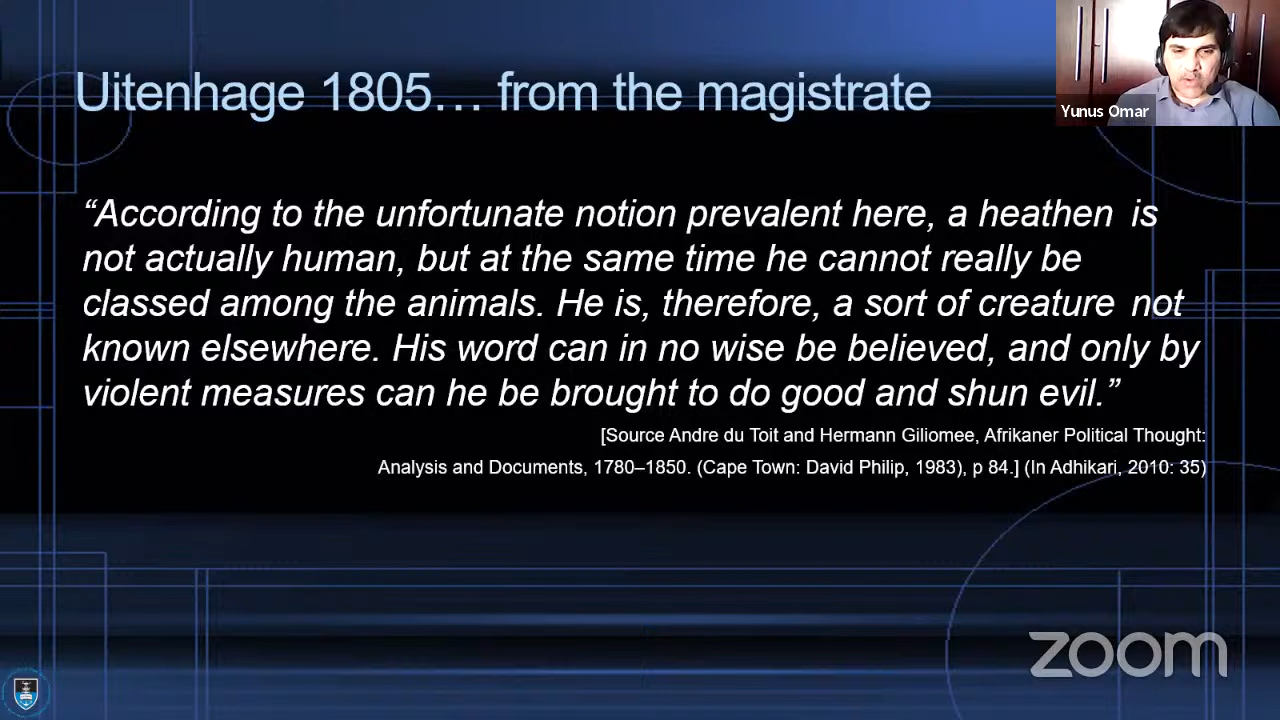 Uitenhage 1805… from the magistrate
Yunus Omar
“According to the unfortunate notion prevalent here, a heathen is
not actually human, but at the same time he cannot really be
classed among the animals. He is, therefore, a sort of creature not
known elsewhere. His word can in no wise be believed, and only by
violent measures can he be brought to do good and shun evil.”
[Source Andre du Toit and Hermann Giliomee, Afrikaner Political Thought:
Analysis and Documents, 1780–1850. (Cape Town: David Philip, 1983), p 84.] (In Adhikari, 2010: 35)
zoom